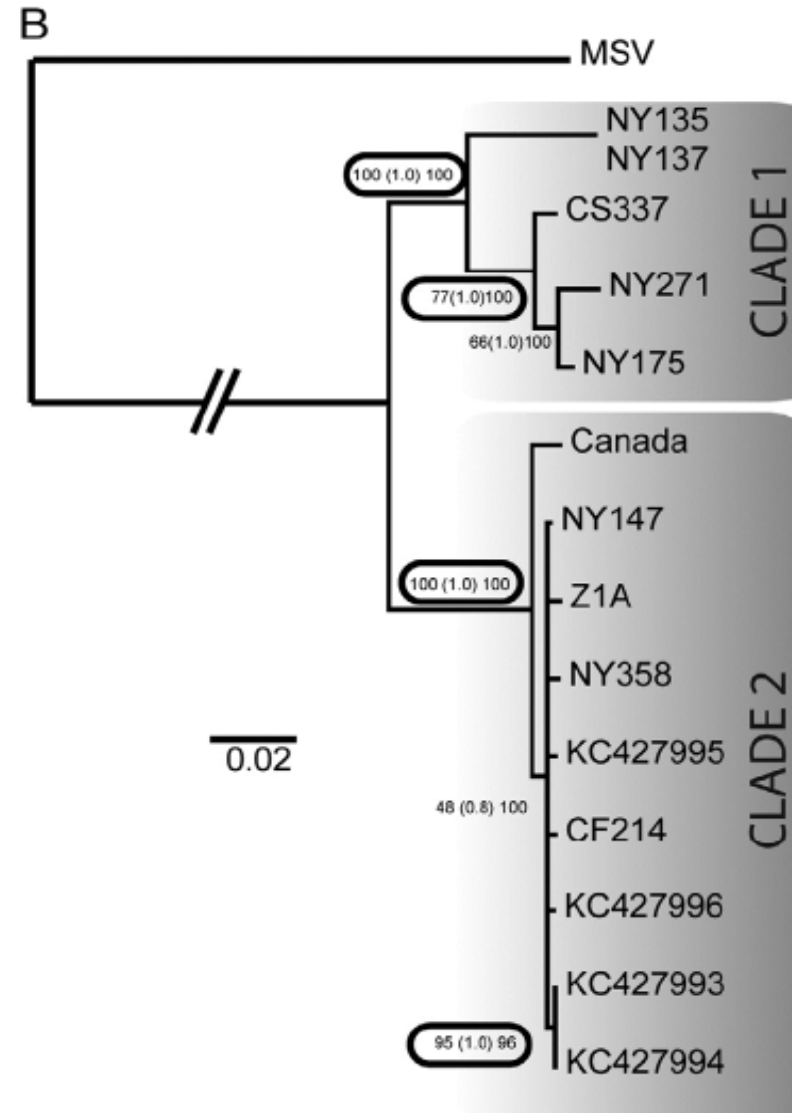 B
MSV
NY135
100 (1.0) 100
NY137
CS337
CLADE 1
NY271
77(1.0)100
66(1.0)100
NY175
Canada
NY147
100 (1.0) 100
Z1A
NY358
CLADE 2
0.02
KC427995
48 (0.8) 100
CF214
KC427996
KC427993
95 (1.0) 96
KC427994